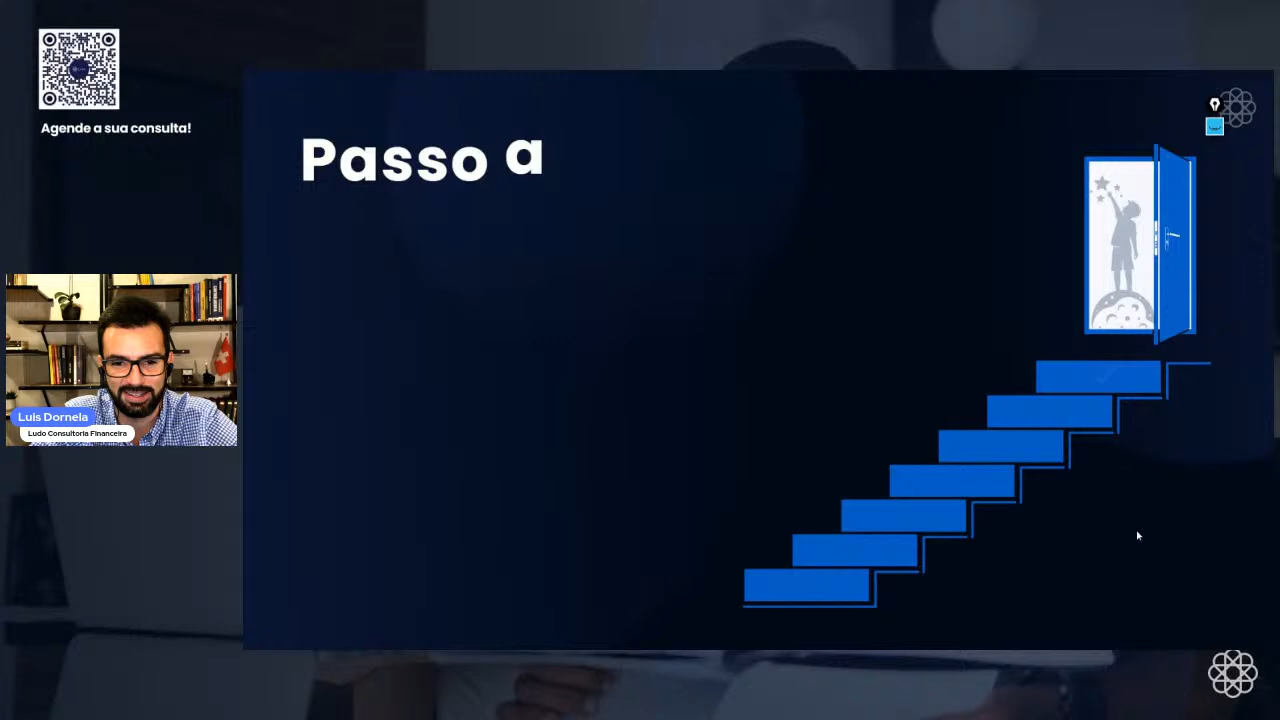 Agende a sua consulta!
Passo a
Luis Dornela
Ludo Consultoria Financeira